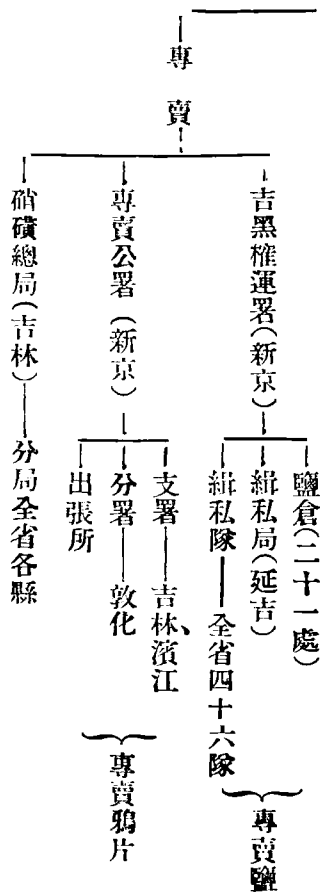 專賣
吉黑榷運署(新京)
鹽倉(二十一處)
緝私局(延吉)
緝私隊——全省四十六隊
專賣鹽
專賣公署(新京)
支署——吉林、濱江
分署——敦化
出張所
專賣鴉片
硝磺總局(吉林)——分局全省各縣